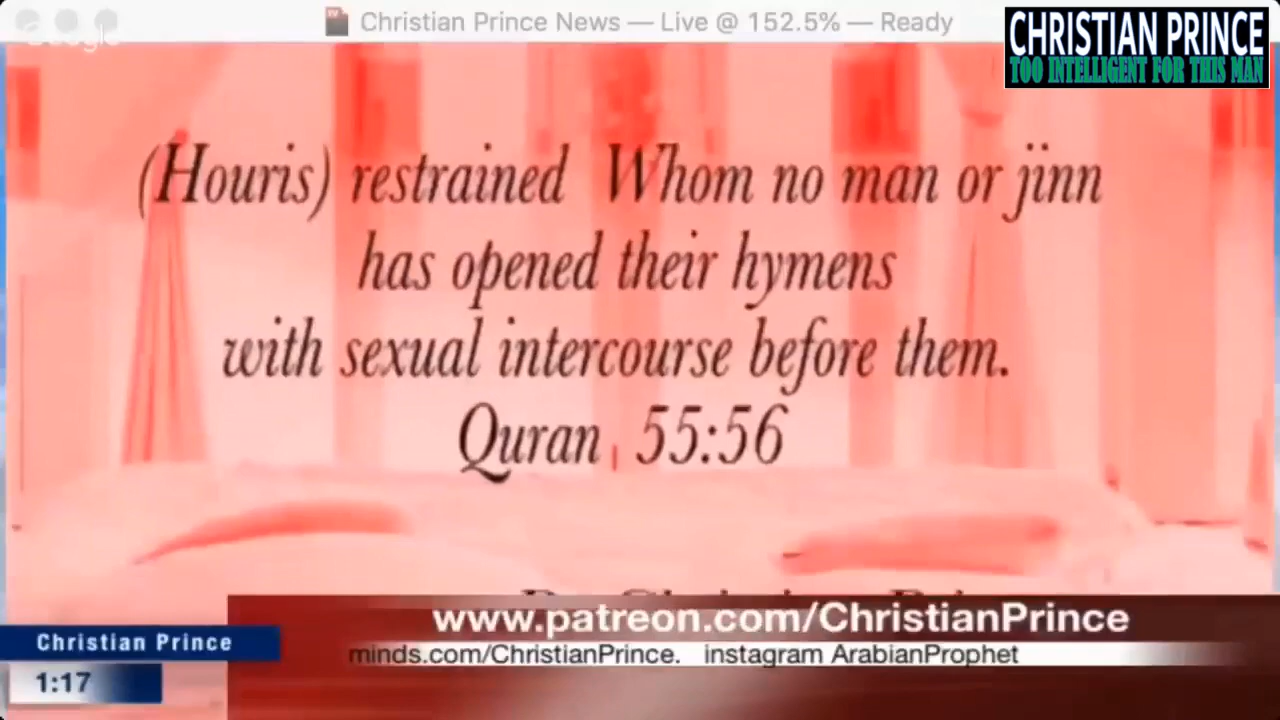 Christian Prince News — Live @ 152.5% — Ready
Google
CHRISTIAN PRINCE
TOO INTELLIGENT FOR THIS MAN
(Houris) restrained Whom no man or jinn
has opened their hymens
with sexual intercourse before them.
Quran 55:56
www.patreon.com/ChristianPrince
Christian Prince
minds.com/ChristianPrince. instagram ArabianProphet
1:17